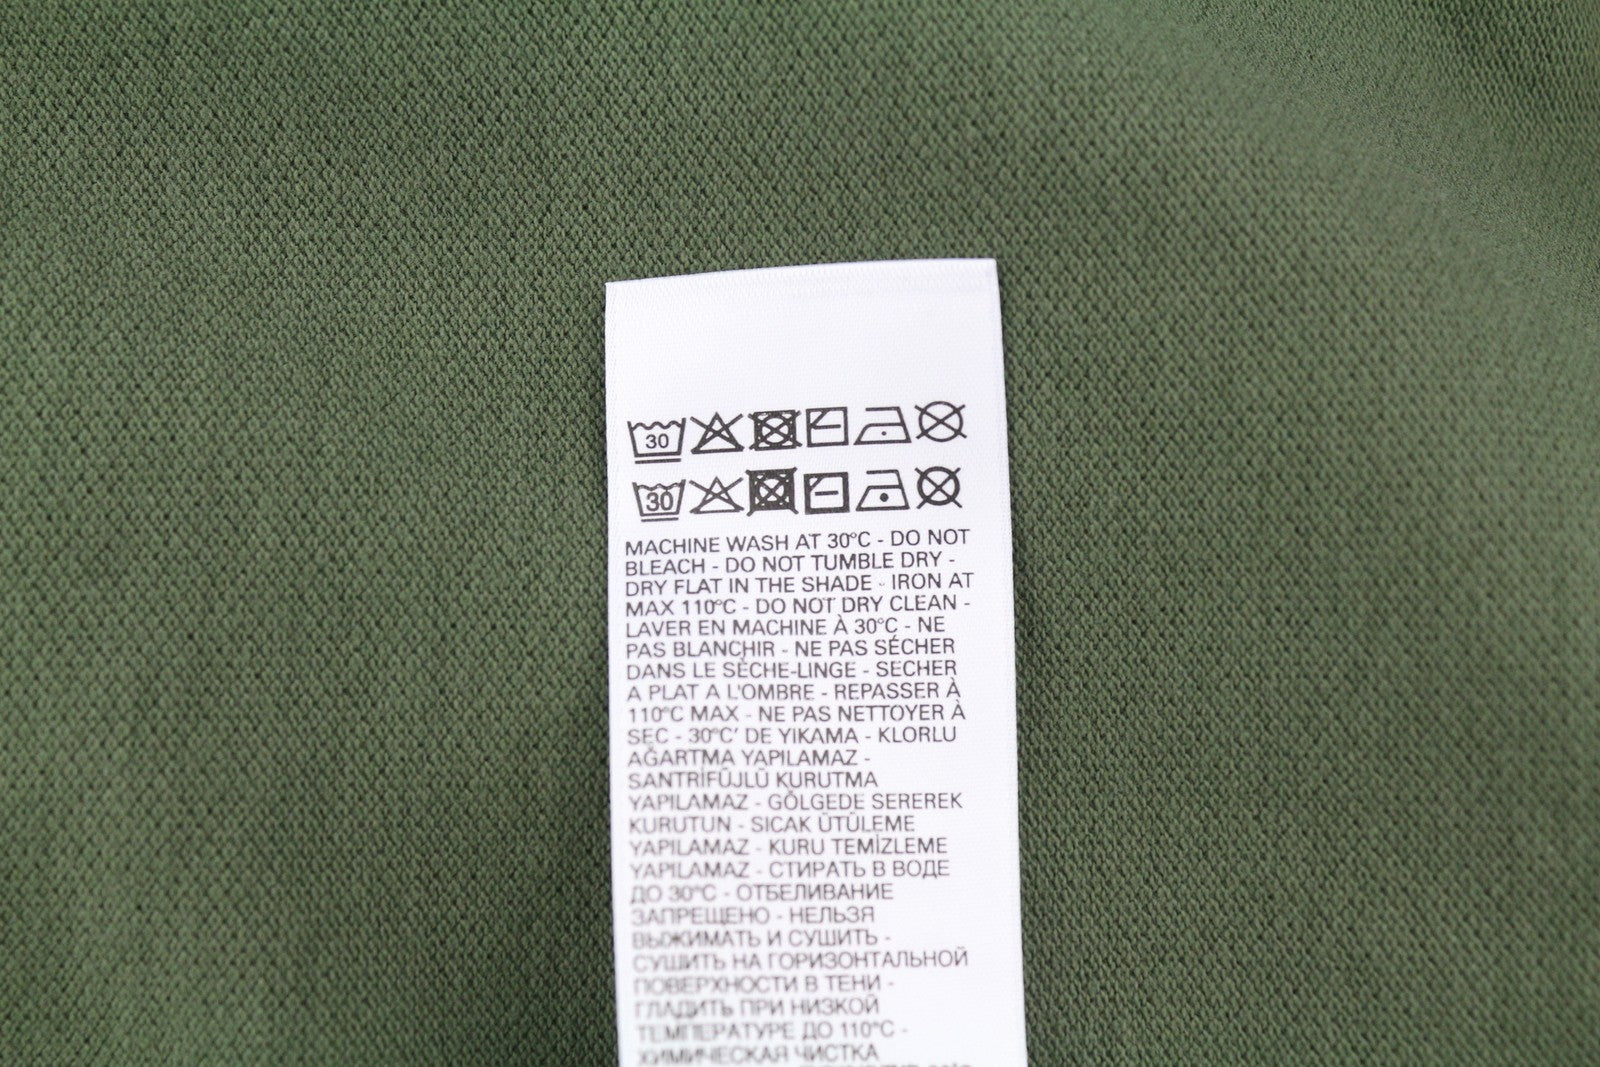 30
30
MACHINE WASH AT 30°C - DO NOT
BLEACH - DO NOT TUMBLE DRY -
DRY FLAT IN THE SHADE - IRON AT
MAX 110°C - DO NOT DRY CLEAN -
LAVER EN MACHINE À 30°C - NE
PAS BLANCHIR - NE PAS SÉCHER
DANS LE SÈCHE-LINGE - SECHER
A PLAT A L'OMBRE - REPASSER À
110°C MAX - NE PAS NETTOYER À
SEC - 30°C' DE YIKAMA - KLORLU
AĞARTMA YAPILAMAZ -
SANTRİFÜJLÜ KURUTMA
YAPILAMAZ - GÖLGEDE SEREREK
KURUTUN - SICAK ÜTÜLEME
YAPILAMAZ - KURU TEMİZLEME
YAPILAMAZ - СТИРАТЬ В ВОДЕ
ДО 30°C - ОТБЕЛИВАНИЕ
ЗАПРЕЩЕНО - НЕЛЬЗЯ
ВЫЖИМАТЬ И СУШИТЬ -
СУШИТЬ НА ГОРИЗОНТАЛЬНОЙ
ПОВЕРХНОСТИ В ТЕНИ -
ГЛАДИТЬ ПРИ НИЗКОЙ
ТЕМПЕРАТУРЕ ДО 110°C -
ХИМИЧЕСКАЯ ЧИСТКА